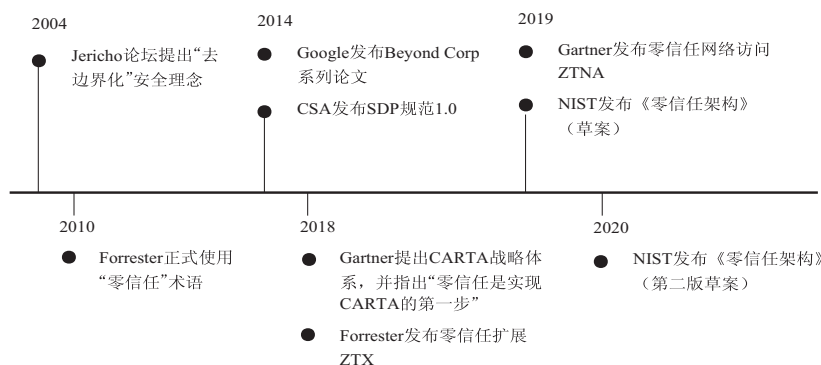 2004
Jericho论坛提出“去
边界化”安全理念
2014
Google发布Beyond Corp
系列论文
CSA发布SDP规范1.0
2019
Gartner发布零信任网络访问
ZTNA
NIST发布《零信任架构》
（草案）
2010
Forrester正式使用
“零信任”术语
2018
Gartner提出CARTA战略体
系，并指出“零信任是实现
CARTA的第一步”
Forrester发布零信任扩展
ZTX
2020
NIST发布《零信任架构》
（第二版草案）